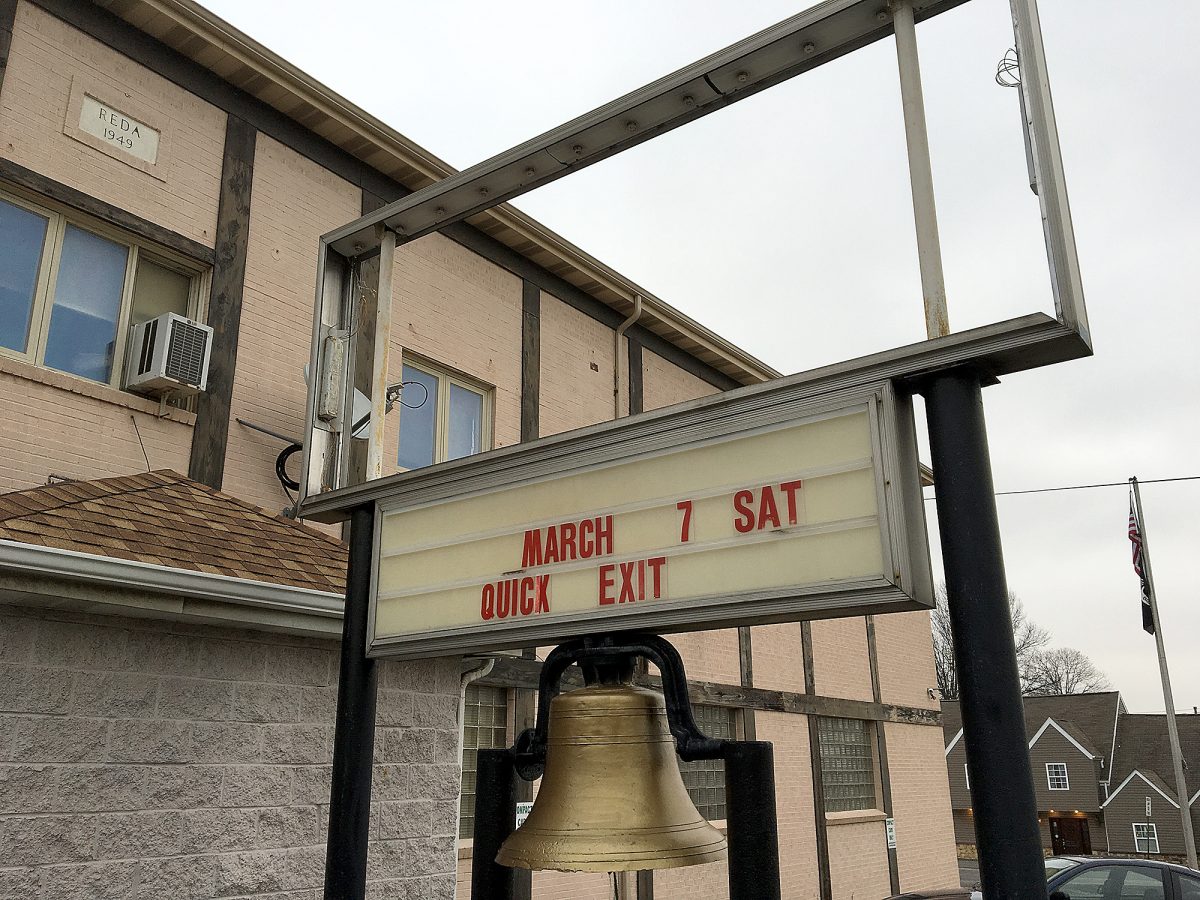 REDA
1949
MARCH 7 SAT
QUICK EXIT